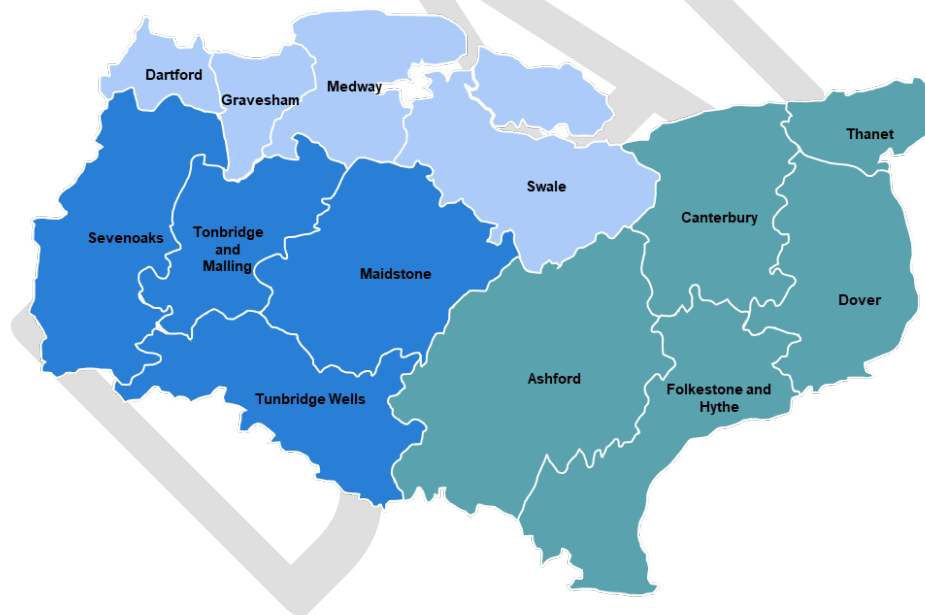 Dartford
Gravesham
Medway
Thanet
Swale
Canterbury
Sevenoaks
Tonbridge
and
Malling
Maidstone
Dover
Ashford
Folkestone and
Hythe
Tunbridge Wells